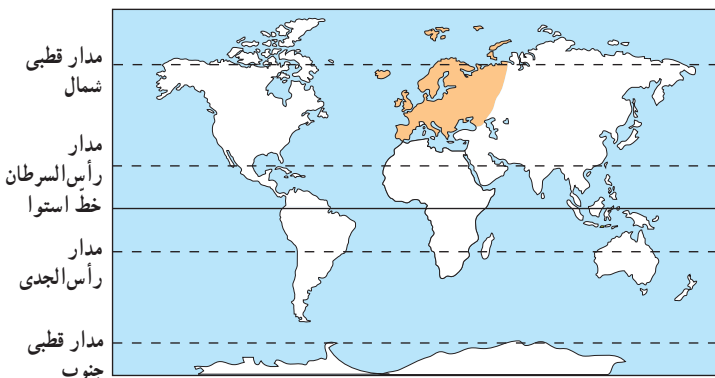 مدار قطبی
شمال
مدار
رأس‌السرطان
خطّ استوا
مدار
رأس‌الجدی
مدار قطبی
جنوب